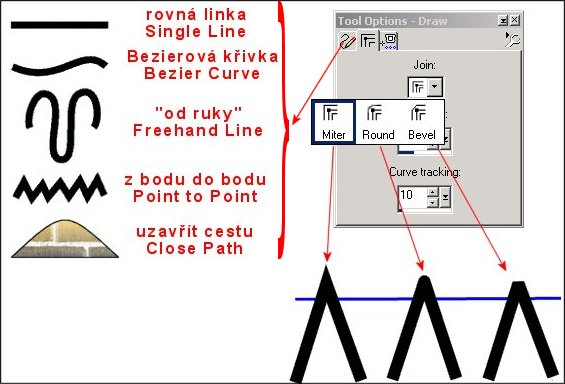 rovná linka
Single Line
Bezierová křivka
Bezier Curve
"od ruky"
Freehand Line
z bodu do bodu
Point to Point
uzavřít cestu
Close Path
Tool Options - Draw
Join:
Miter Round Bevel
Curve tracking:
10